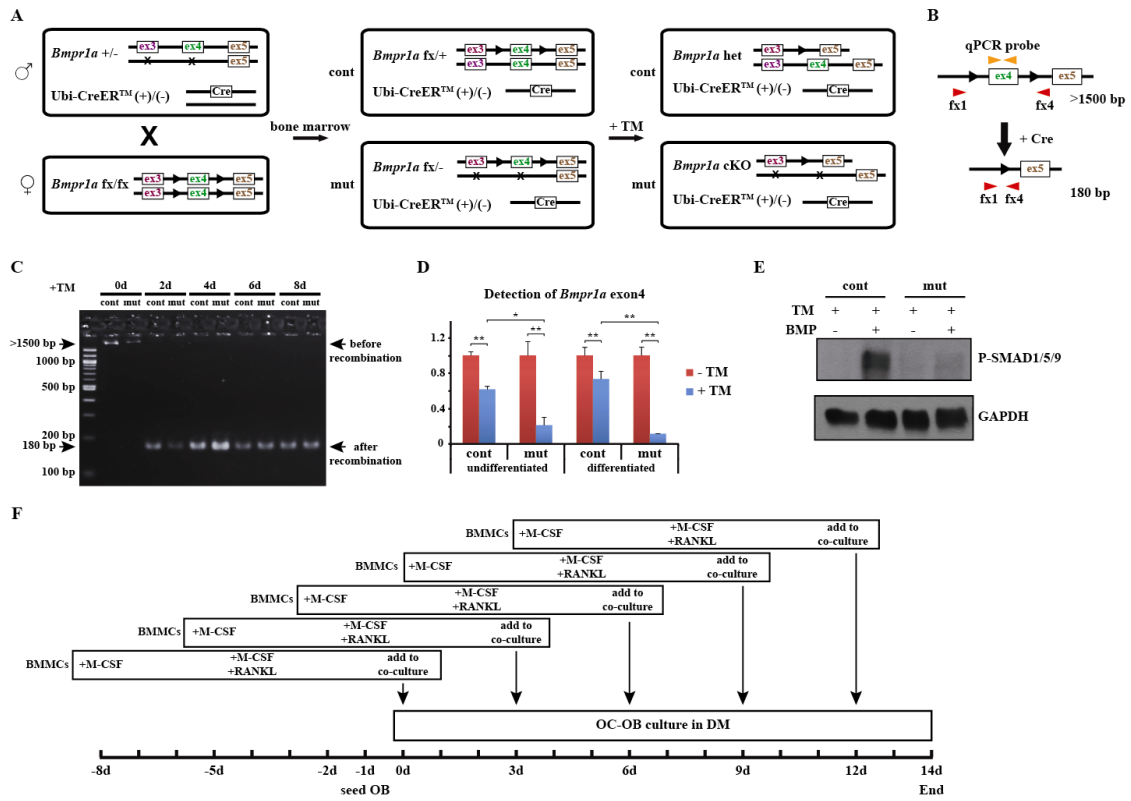 A
B
Bmpr1a +/-
ex3 ex4 ex5
x x ex5
Ubi-CreER™ (+)/(-)
Cre
♂
X
♀
Bmpr1a fx/fx
ex3 ex4 ex5
ex3 ex4 ex5
bone marrow
cont
Bmpr1a fx/+
ex3 ex4 ex5
ex3 ex4 ex5
Ubi-CreER™ (+)/(-)
Cre
mut
Bmpr1a fx/-
ex3 ex4 ex5
x x ex5
Ubi-CreER™ (+)/(-)
Cre
+ TM
cont
Bmpr1a het
ex3 ex5
ex3 ex4 ex5
Ubi-CreER™ (+)/(-)
Cre
mut
Bmpr1a cKO
ex3 ex5
x x ex5
Ubi-CreER™ (+)/(-)
Cre
qPCR probe
ex4 ex5
fx1 fx4 >1500 bp
+ Cre
ex5
fx1 fx4 180 bp
C
+TM 0d 2d 4d 6d 8d
cont mut cont mut cont mut cont mut cont mut
>1500 bp
1000 bp
500 bp
200 bp
180 bp
100 bp
before
recombination
after
recombination
D
Detection of Bmpr1a exon4
* **
** ** ** **
1.2
0.8
0.4
0
- TM
+ TM
cont mut cont mut
undifferentiated differentiated
E
cont mut
TM + + + +
BMP - + - +
P-SMAD1/5/9
GAPDH
F
BMMCs +M-CSF +M-CSF add to
+RANKL co-culture
BMMCs +M-CSF +M-CSF add to
+RANKL co-culture
BMMCs +M-CSF +M-CSF add to
+RANKL co-culture
BMMCs +M-CSF +M-CSF add to
+RANKL co-culture
BMMCs +M-CSF +M-CSF add to
+RANKL co-culture
OC-OB culture in DM
-8d -5d -2d -1d 0d 3d 6d 9d 12d 14d
seed OB End